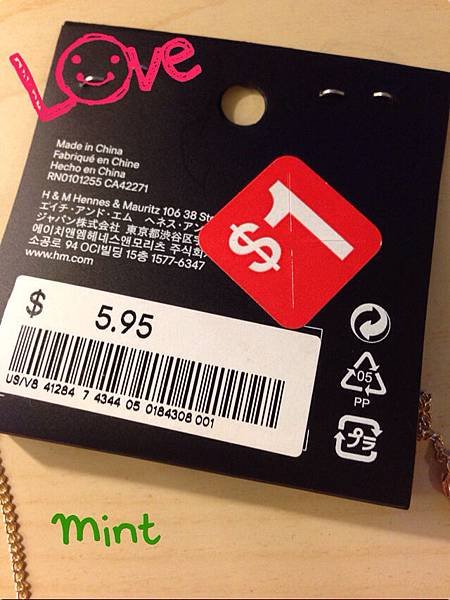 Love
Made in China
Fabriqué en Chine
Hecho en China
RN0101255 CA42271
H & M Hennes & Mauritz 106 38 St
エイチ・アンド・エム ヘネス・アン
ジャパン株式会社 東京都渋谷区宇
에이치앤엠헤네스앤모리츠 주식회
소공로 94 OCI빌딩 15층 1577-6347
www.hm.com
$1
$ 5.95
US/V8 41284 7 4344 05 0184308 001
05
PP
プラ
mint